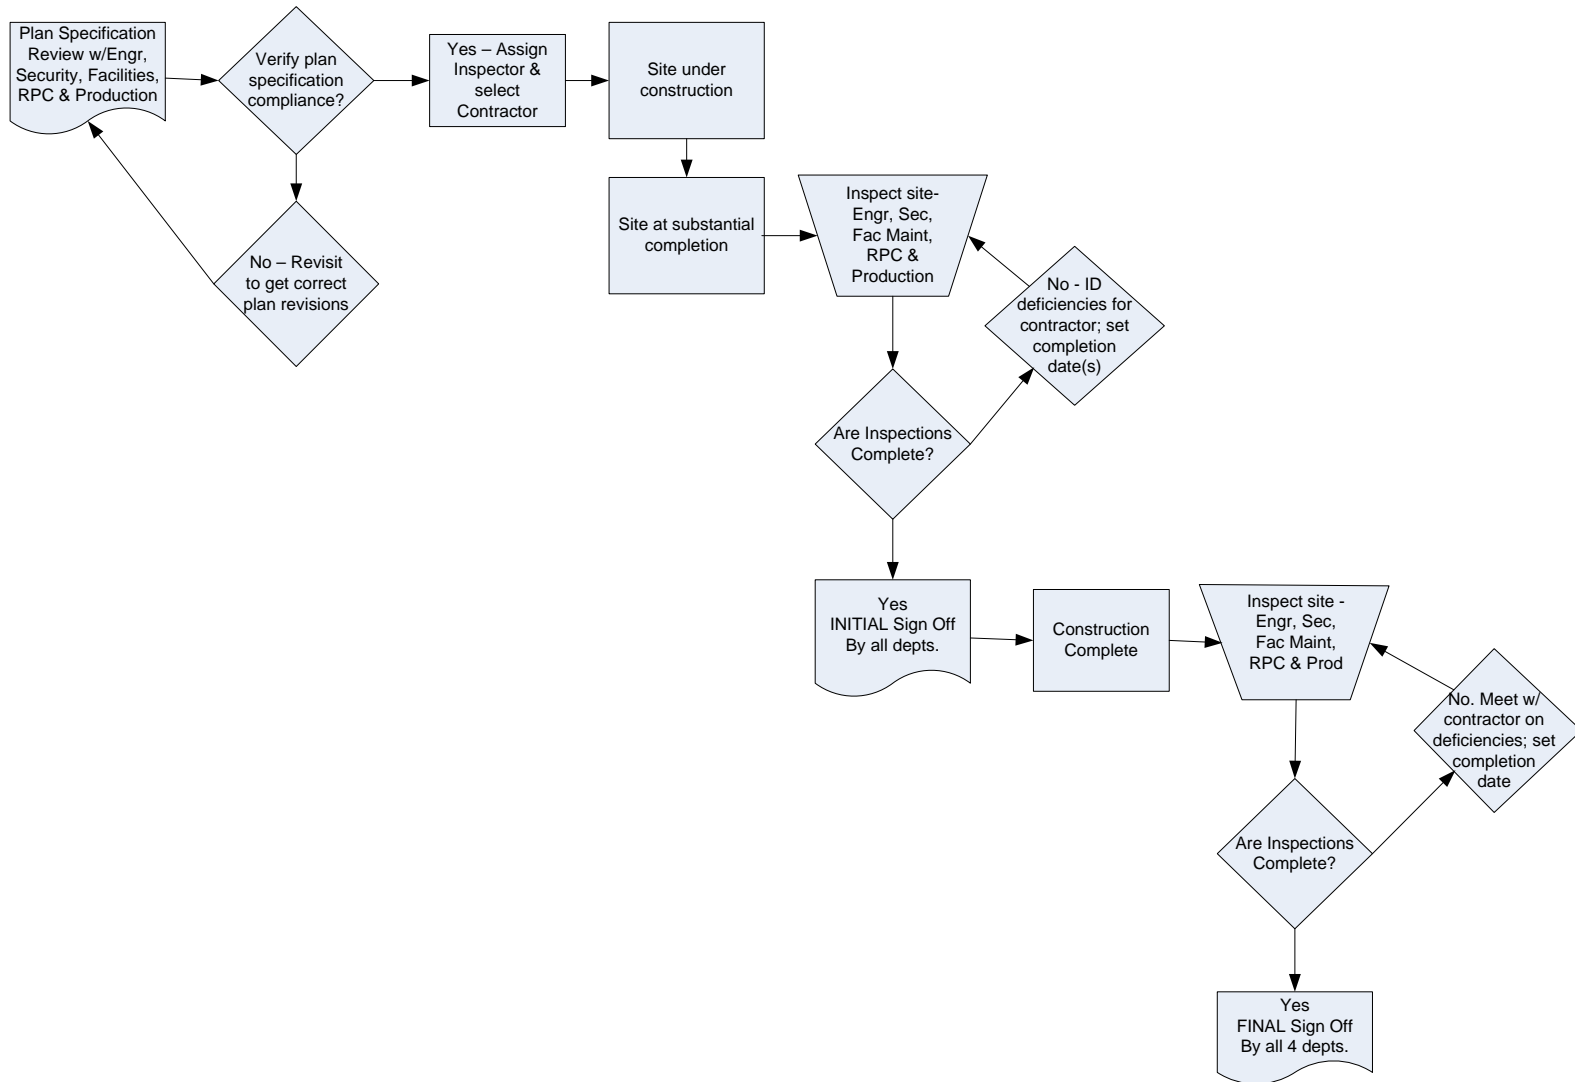 Plan Specification
Review w/Engr,
Security, Facilities,
RPC & Production
Verify plan
specification
compliance?
Yes – Assign
Inspector &
select
Contractor
Site under
construction
No – Revisit
to get correct
plan revisions
Site at substantial
completion
Inspect site-
Engr, Sec,
Fac Maint,
RPC &
Production
No - ID
deficiencies for
contractor; set
completion
date(s)
Are Inspections
Complete?
Yes
INITIAL Sign Off
By all depts.
Construction
Complete
Inspect site -
Engr, Sec,
Fac Maint,
RPC & Prod
No. Meet w/
contractor on
deficiencies; set
completion
date
Are Inspections
Complete?
Yes
FINAL Sign Off
By all 4 depts.